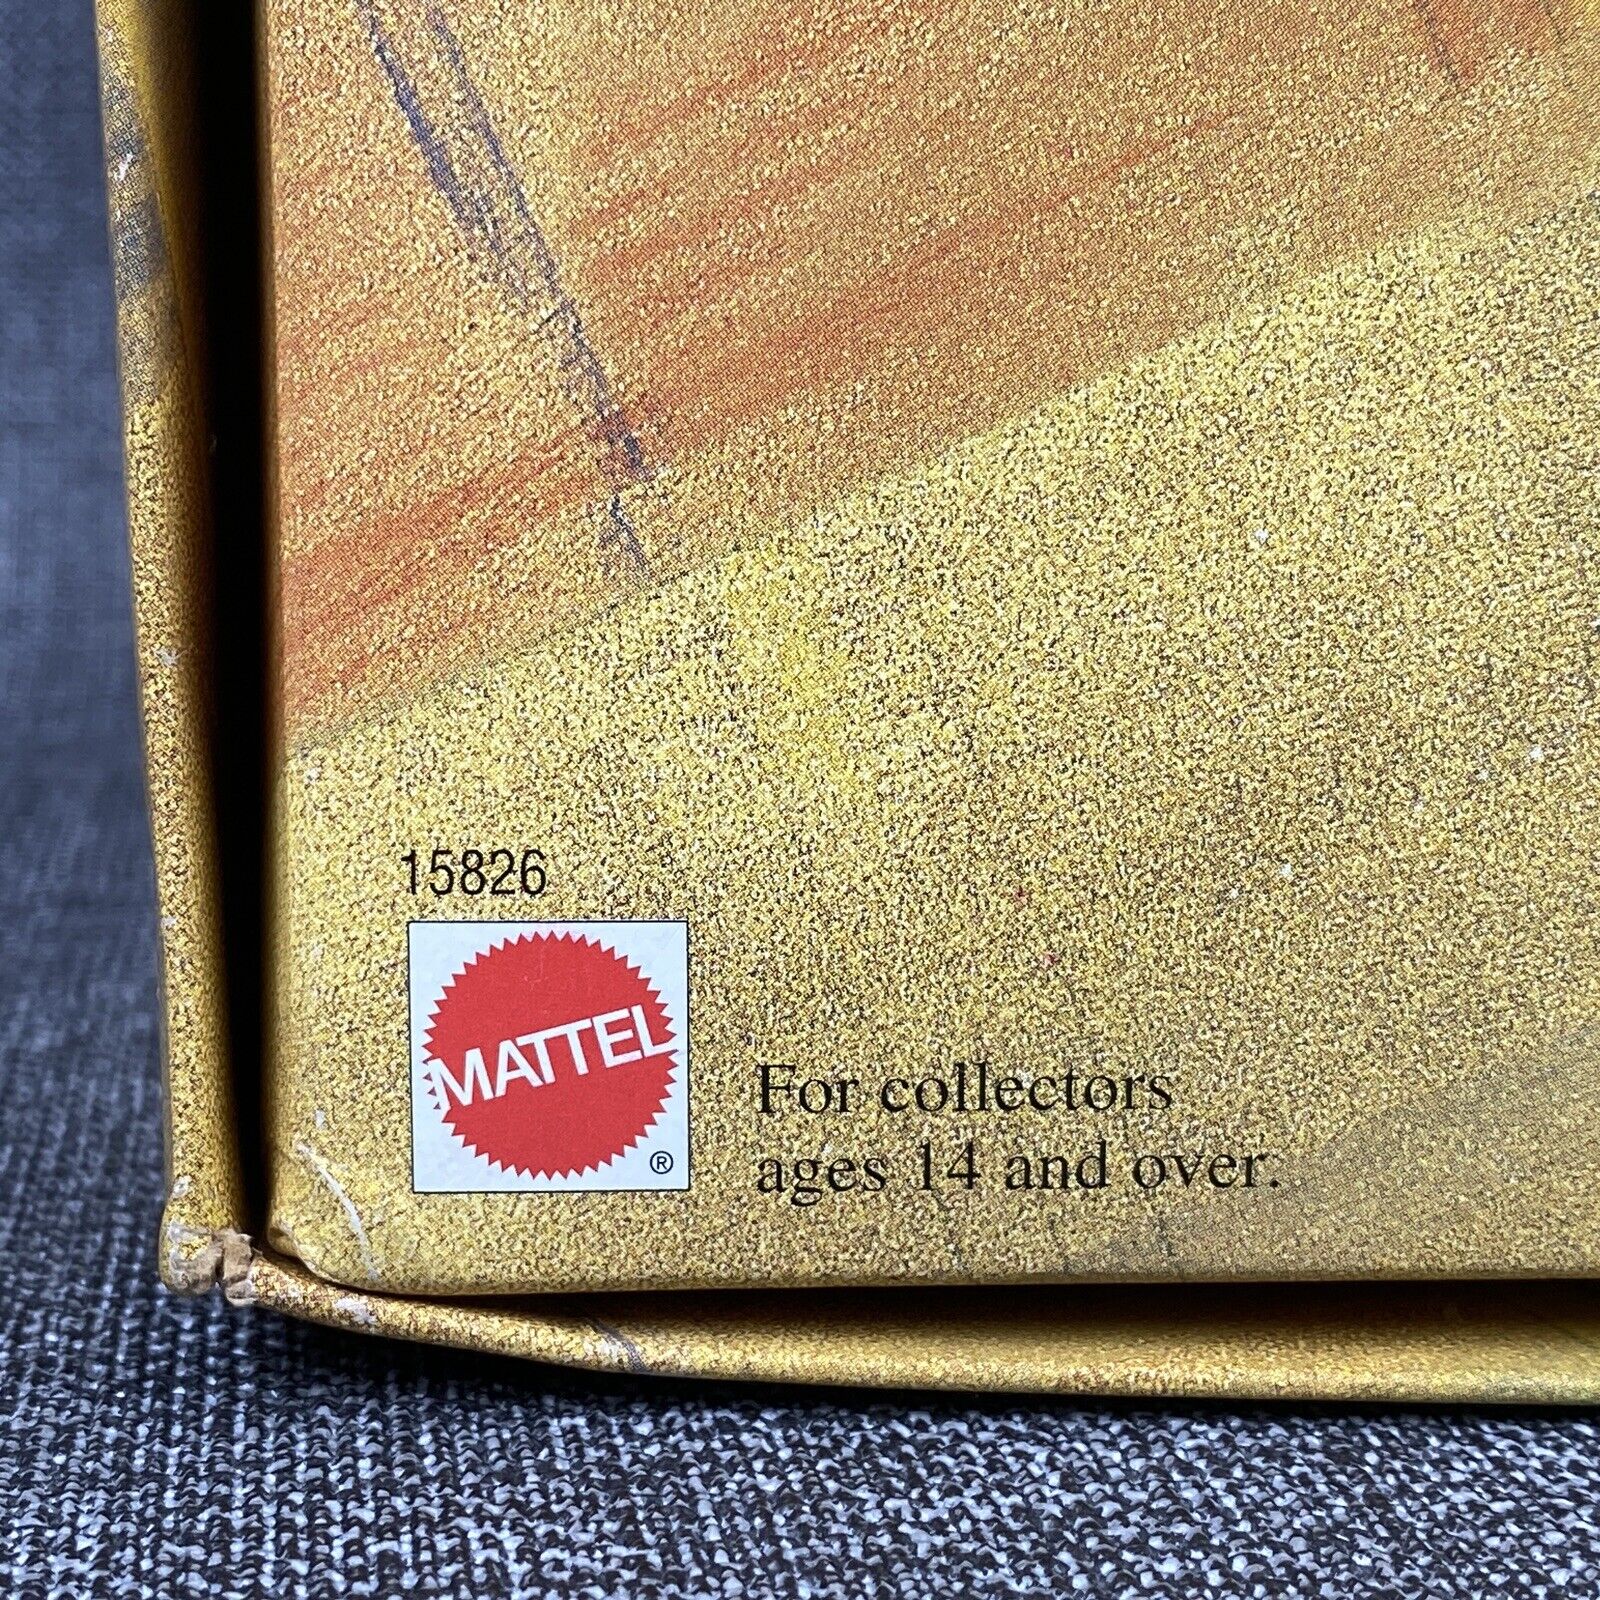 15826
MATTEL
®
For collectors
ages 14 and over.